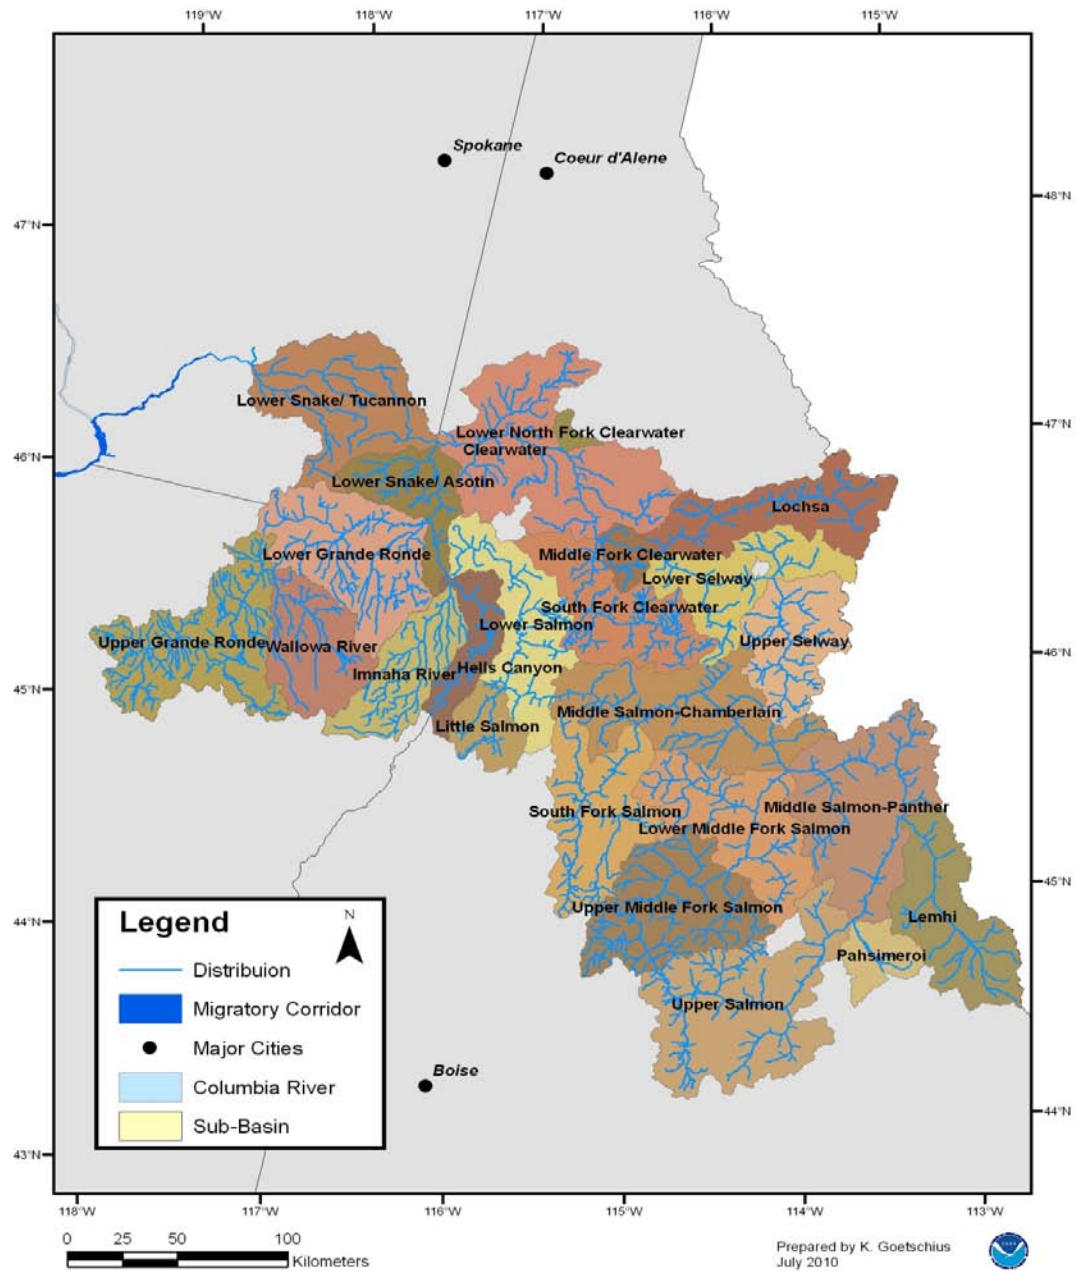 119°W 118°W 117°W 116°W 115°W
Spokane
Coeur d'Alene
48°N
47°N
Lower Snake/ Tucannon
47°N
Lower North Fork Clearwater
Clearwater
46°N
Lower Snake/ Asotin
Lochsa
Lower Grande Ronde
Middle Fork Clearwater
Lower Selway
South Fork Clearwater
Lower Salmon
Upper Grande Ronde
Wallowa River
Upper Selway
46°N
Hells Canyon
Imnaha River
45°N
Middle Salmon-Chamberlain
Little Salmon
Middle Salmon-Panther
South Fork Salmon
Lower Middle Fork Salmon
45°N
Upper Middle Fork Salmon
Lemhi
44°N
Pahsimeroi
Upper Salmon
Boise
44°N
43°N
Legend
N
Distribuion
Migratory Corridor
Major Cities
Columbia River
Sub-Basin
118°W 117°W 116°W 115°W 114°W 113°W
0 25 50 100
Kilometers
Prepared by K. Goetschius
July 2010